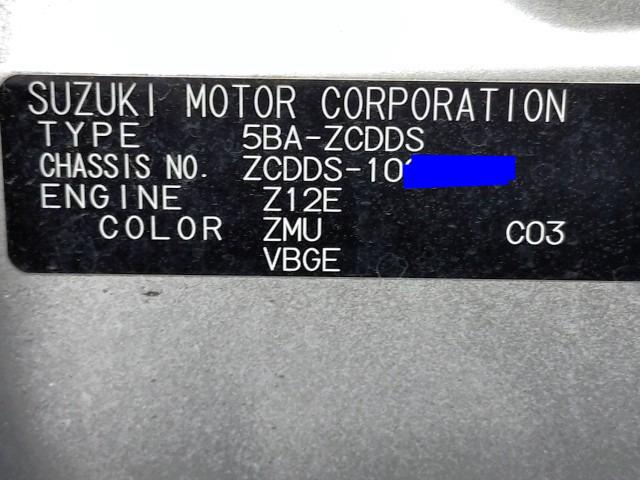 SUZUKI MOTOR CORPORATION
TYPE 5BA-ZCDDS
CHASSIS NO. ZCDDS-10
ENGINE Z12E
COLOR ZMU C03
VBGE